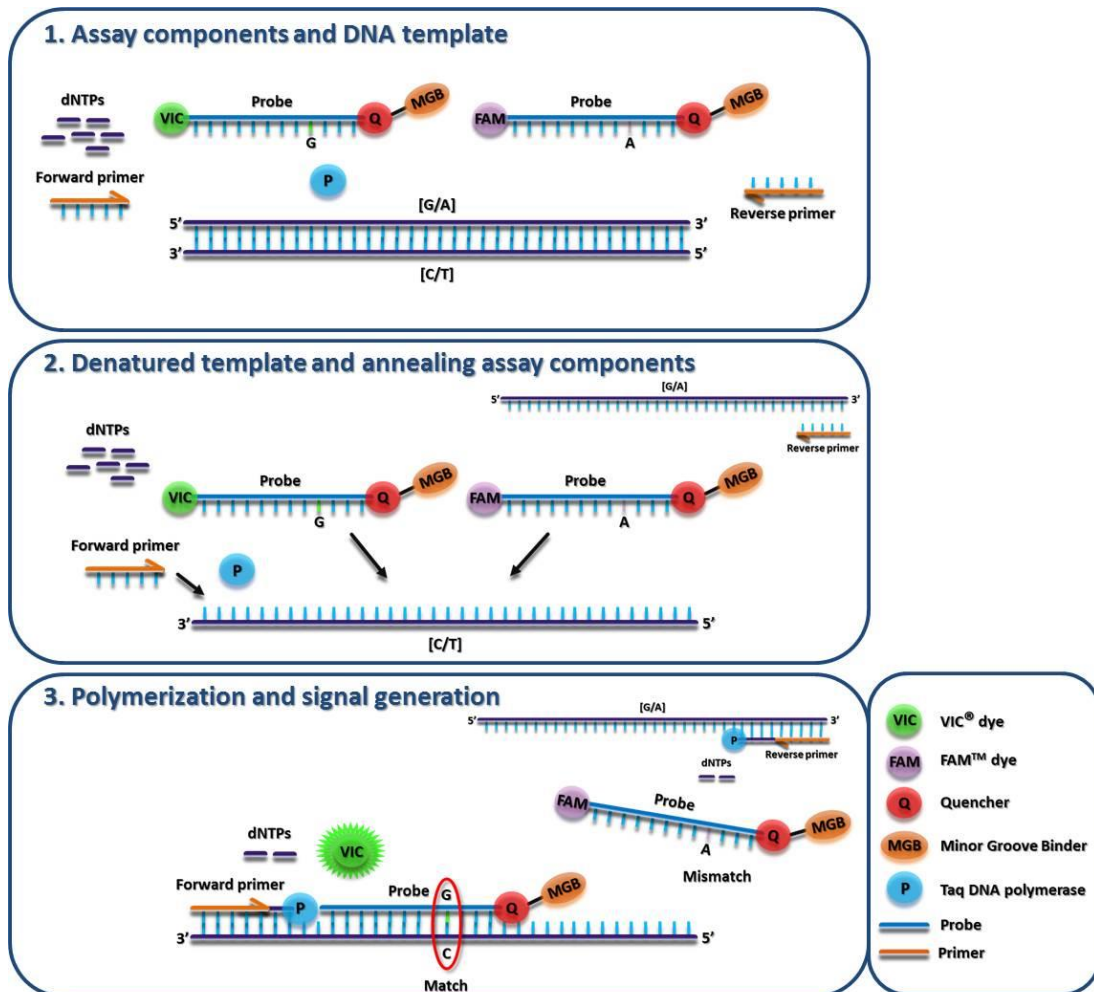 1. Assay components and DNA template
dNTPs
VIC
Probe
Q
MGB
G
FAM
Probe
Q
MGB
A
Forward primer
P
Reverse primer
[G/A]
5’
3’
3’
5’
[C/T]
2. Denatured template and annealing assay components
[G/A]
5’
3’
Reverse primer
dNTPs
VIC
Probe
Q
MGB
G
FAM
Probe
Q
MGB
A
Forward primer
P
3’
5’
[C/T]
3. Polymerization and signal generation
[G/A]
5’
3’
P
Reverse primer
dNTPs
FAM
Probe
Q
MGB
A
Mismatch
dNTPs
VIC
Forward primer
P
Probe
G
Q
MGB
3’
5’
C
Match
VIC VIC® dye
FAM FAM™ dye
Q Quencher
MGB Minor Groove Binder
P Taq DNA polymerase
Probe
Primer